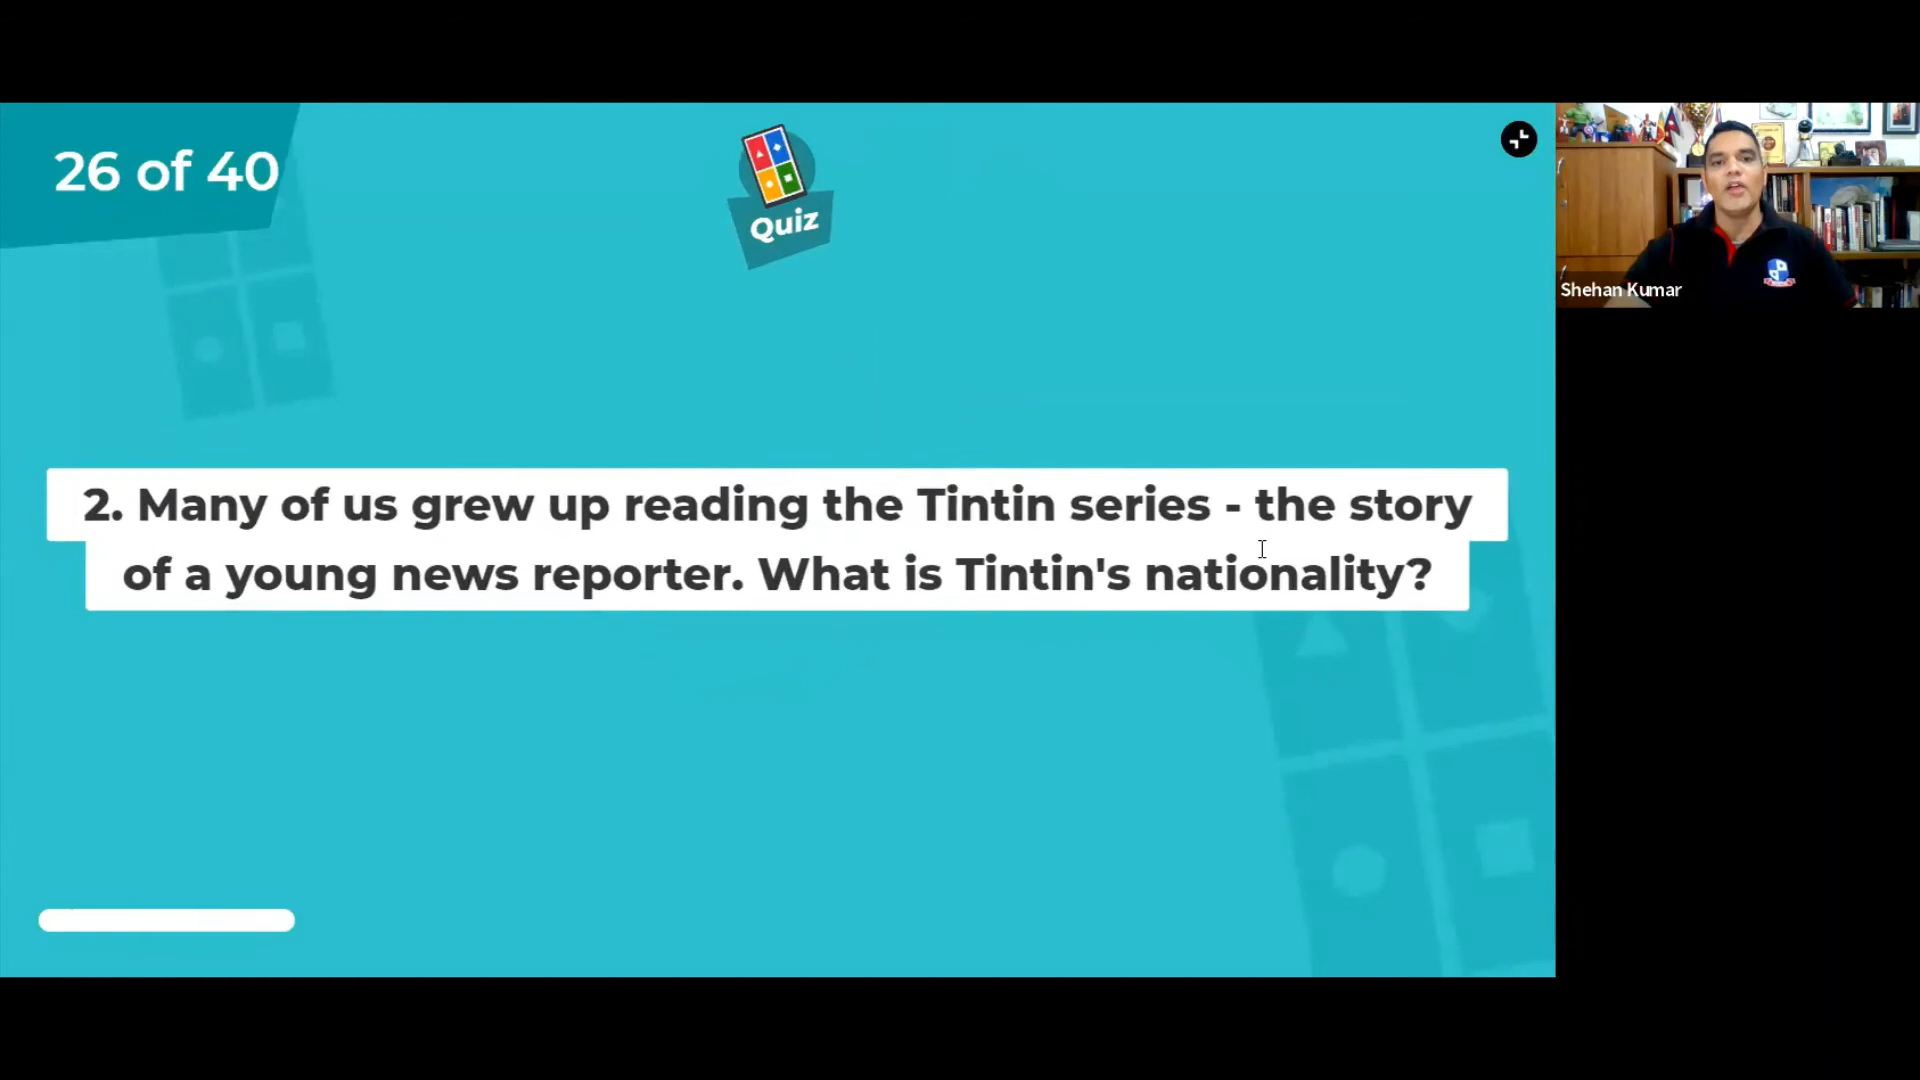 26 of 40
Quiz
2. Many of us grew up reading the Tintin series - the story
of a young news reporter. What is Tintin's nationality?
Shehan Kumar